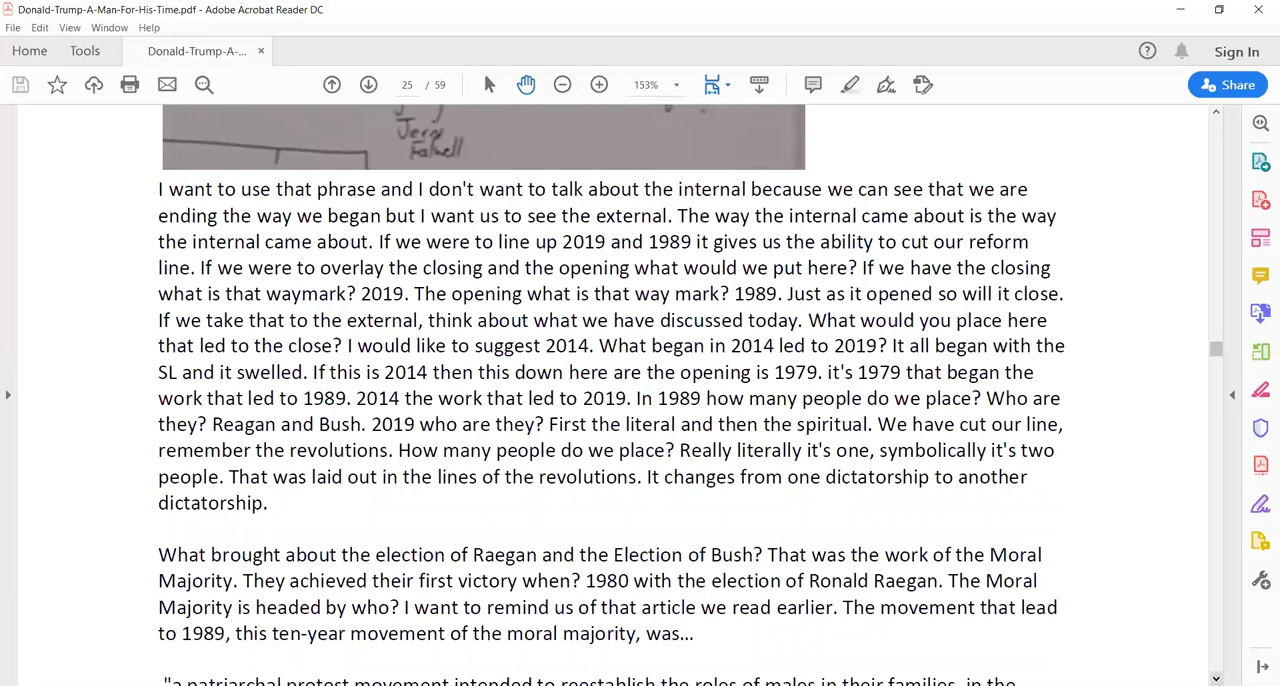 Donald-Trump-A-Man-For-His-Time.pdf - Adobe Acrobat Reader DC
File Edit View Window Help
Home Tools Donald-Trump-A-... × Sign In
25 / 59 153% Share
Jerry
Falwell
I want to use that phrase and I don't want to talk about the internal because we can see that we are
ending the way we began but I want us to see the external. The way the internal came about is the way
the internal came about. If we were to line up 2019 and 1989 it gives us the ability to cut our reform
line. If we were to overlay the closing and the opening what would we put here? If we have the closing
what is that waymark? 2019. The opening what is that way mark? 1989. Just as it opened so will it close.
If we take that to the external, think about what we have discussed today. What would you place here
that led to the close? I would like to suggest 2014. What began in 2014 led to 2019? It all began with the
SL and it swelled. If this is 2014 then this down here are the opening is 1979. it's 1979 that began the
work that led to 1989. 2014 the work that led to 2019. In 1989 how many people do we place? Who are
they? Reagan and Bush. 2019 who are they? First the literal and then the spiritual. We have cut our line,
remember the revolutions. How many people do we place? Really literally it's one, symbolically it's two
people. That was laid out in the lines of the revolutions. It changes from one dictatorship to another
dictatorship.
What brought about the election of Raegan and the Election of Bush? That was the work of the Moral
Majority. They achieved their first victory when? 1980 with the election of Ronald Raegan. The Moral
Majority is headed by who? I want to remind us of that article we read earlier. The movement that lead
to 1989, this ten-year movement of the moral majority, was...
"a patriarchal protest movement intended to reestablish the roles of males in their families, in the